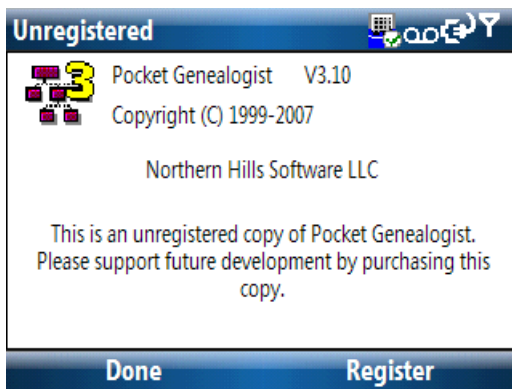 Unregistered
3
Pocket Genealogist V3.10
Copyright (C) 1999-2007
Northern Hills Software LLC
This is an unregistered copy of Pocket Genealogist.
Please support future development by purchasing this
copy.
Done Register